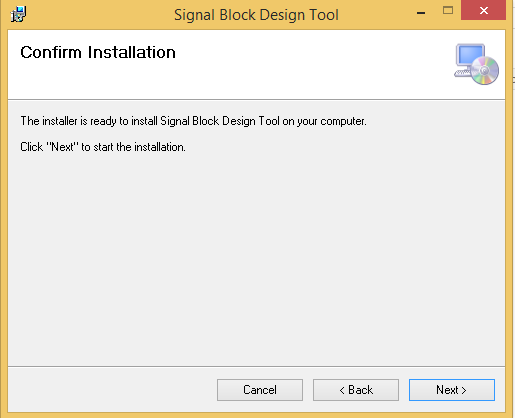 Signal Block Design Tool
Confirm Installation
The installer is ready to install Signal Block Design Tool on your computer.
Click "Next" to start the installation.
Cancel
< Back
Next >